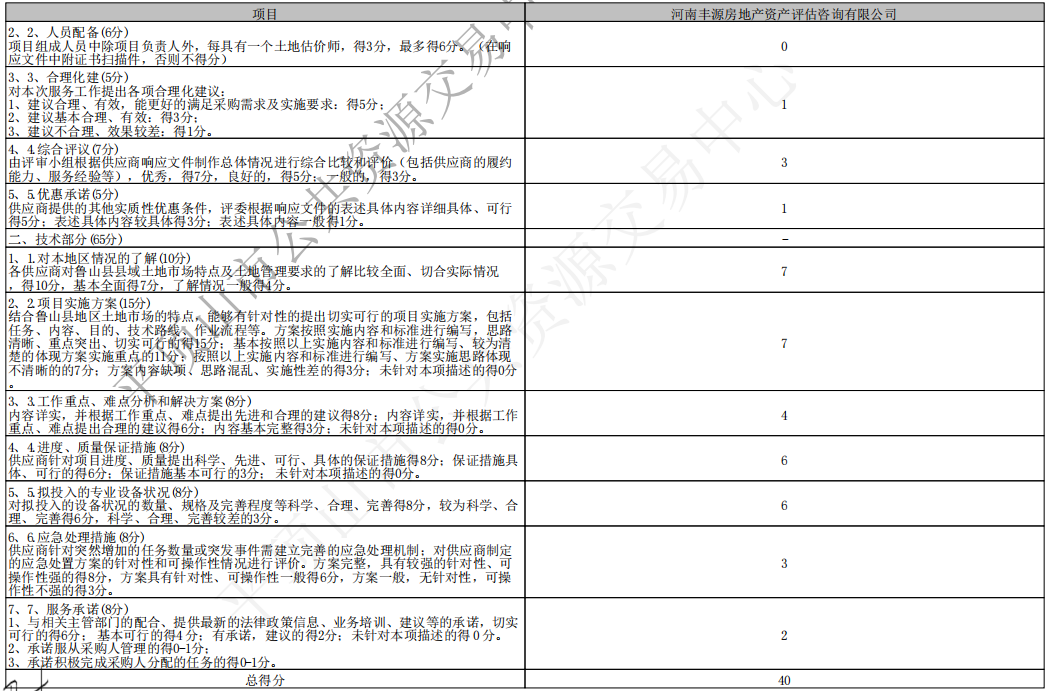 项目 河南丰源房地产资产评估咨询有限公司
2、2、人员配备(6分)
项目组成人员中除项目负责人外，每具有一个土地估价师，得3分，最多得6分。（在响
应文件中附证书扫描件，否则不得分）
0
3、3、合理化建(5分)
对本次服务工作提出各项合理化建议：
1、建议合理、有效，能更好的满足采购需求及实施要求：得5分；
2、建议基本合理、有效：得3分；
3、建议不合理、效果较差：得1分。
1
4、4.综合评议(7分)
由评审小组根据供应商响应文件制作总体情况进行综合比较和评价（包括供应商的履约
能力、服务经验等），优秀，得7分，良好的，得5分；一般的，得3分。
3
5、5.优惠承诺(5分)
供应商提供的其他实质性优惠条件，评委根据响应文件的表述具体内容详细具体、可行
得5分；表述具体内容较具体得3分；表述具体内容一般得1分。
1
二、技术部分(65分)
-
1、1.对本地区情况的了解(10分)
各供应商对鲁山县县域土地市场特点及土地管理要求的了解比较全面、切合实际情况
，得10分，基本全面得7分，了解情况一般得4分。
7
2、2.项目实施方案(15分)
结合鲁山县地区土地市场的特点，能够有针对性的提出切实可行的项目实施方案，包括
任务、内容、目的、技术路线、作业流程等。方案按照实施内容和标准进行编写，思路
清晰、重点突出、切实可行的得15分；基本按照以上实施内容和标准进行编写、较为清
楚的体现方案实施重点的11分；按照以上实施内容和标准进行编写、方案实施思路体现
不清晰的的7分；方案内容缺项、思路混乱、实施性差的得3分；未针对本项描述的得0分
。
7
3、3.工作重点、难点分析和解决方案(8分)
内容详实，并根据工作重点、难点提出先进和合理的建议得8分；内容详实，并根据工作
重点、难点提出合理的建议得6分；内容基本完整得3分；未针对本项描述的得0分。
4
4、4.进度、质量保证措施(8分)
供应商针对项目进度、质量提出科学、先进、可行、具体的保证措施得8分；保证措施具
体、可行的得6分；保证措施基本可行的3分； 未针对本项描述的得0分。
6
5、5.拟投入的专业设备状况(8分)
对拟投入的设备状况的数量、规格及完善程度等科学、合理、完善得8分，较为科学、合
理、完善得6分，科学、合理、完善较差的3分。
6
6、6.应急处理措施(8分)
供应商针对突然增加的任务数量或突发事件需建立完善的应急处理机制；对供应商制定
的应急处置方案的针对性和可操作性情况进行评价。方案完整，具有较强的针对性、可
操作性强的得8分，方案具有针对性、可操作性一般得6分，方案一般，无针对性，可操
作性不强的得3分。
3
7、7、服务承诺(8分)
1、与相关主管部门的配合、提供最新的法律政策信息、业务培训、建议等的承诺，切实
可行的得6分； 基本可行的得4分；有承诺，建议的得2分；未针对本项描述的得0分。
2、承诺服从采购人管理的得0-1分；
3、承诺积极完成采购人分配的任务的得0-1分。
2
总得分 40
平顶山市公共资源交易中
平顶山市公共资源交易中心